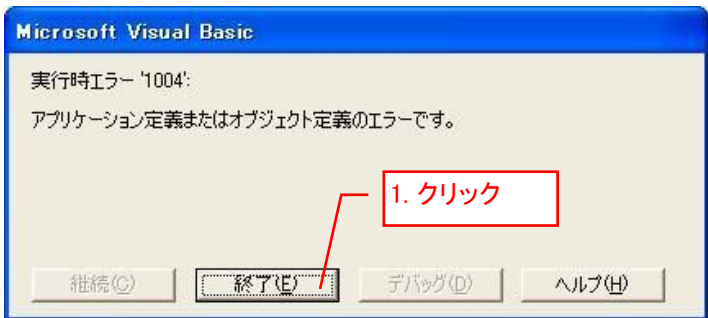 Microsoft Visual Basic
実行時エラー '1004':
アプリケーション定義またはオブジェクト定義のエラーです。
1. クリック
継続(C)
終了(E)
デバッグ(D)
ヘルプ(H)